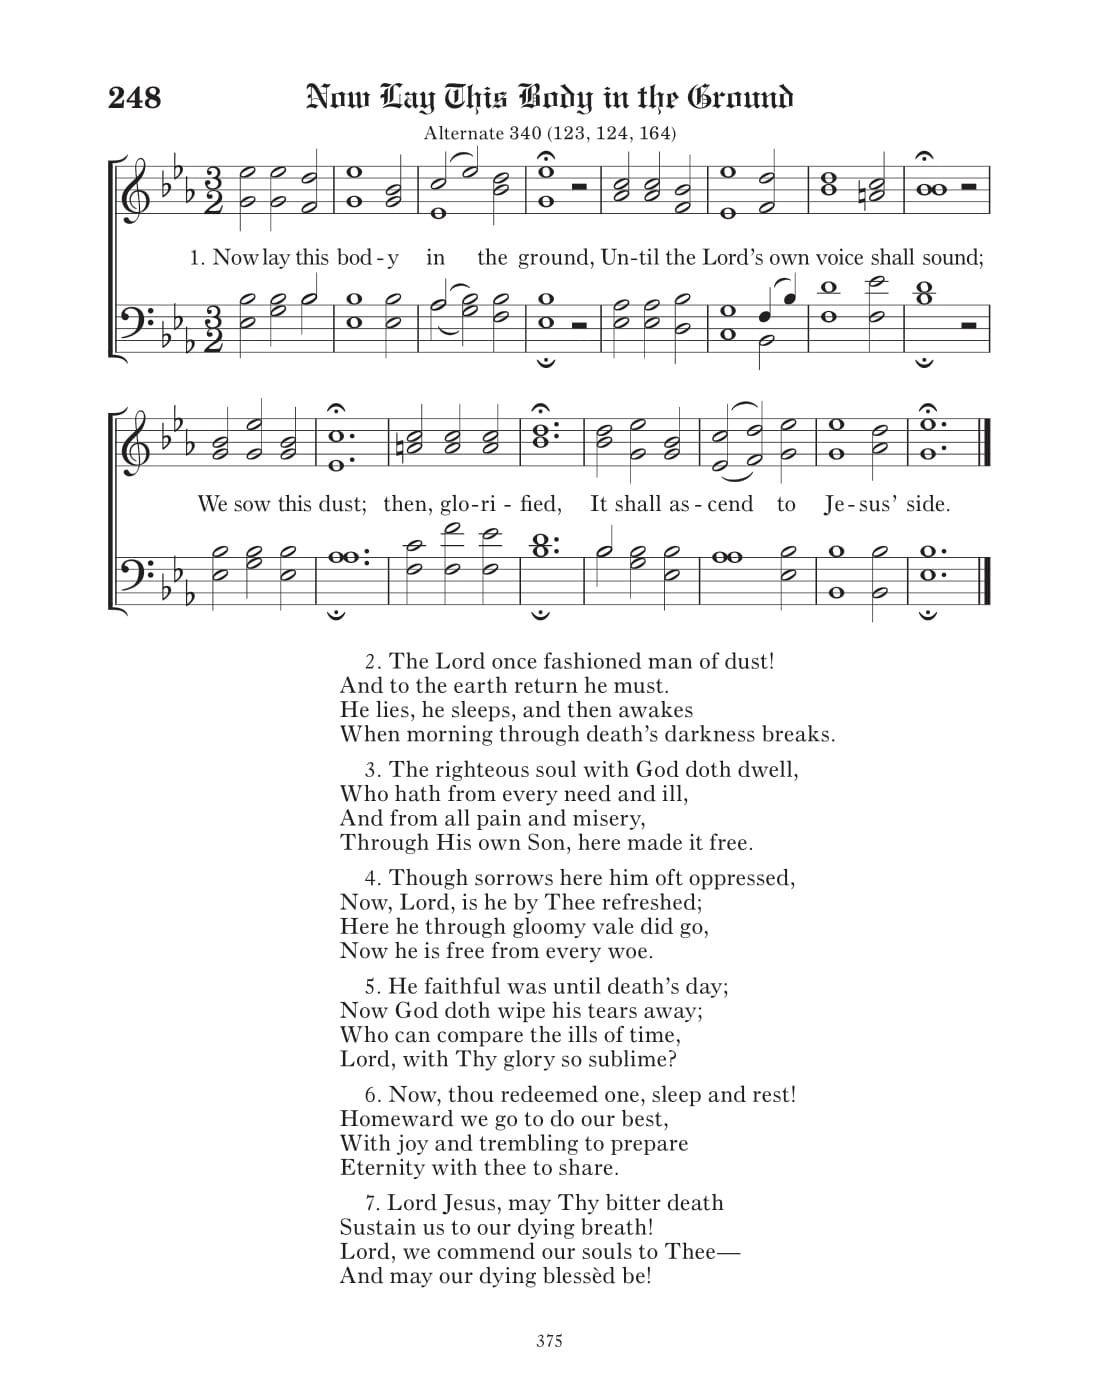 248 Now Lay This Body in the Ground
Alternate 340 (123, 124, 164)
1. Now lay this bod - y in the ground, Un-til the Lord's own voice shall sound;
We sow this dust; then, glo-ri - fied, It shall as - cend to Je - sus' side.
2. The Lord once fashioned man of dust!
And to the earth return he must.
He lies, he sleeps, and then awakes
When morning through death's darkness breaks.
3. The righteous soul with God doth dwell,
Who hath from every need and ill,
And from all pain and misery,
Through His own Son, here made it free.
4. Though sorrows here him oft oppressed,
Now, Lord, is he by Thee refreshed;
Here he through gloomy vale did go,
Now he is free from every woe.
5. He faithful was until death's day;
Now God doth wipe his tears away;
Who can compare the ills of time,
Lord, with Thy glory so sublime?
6. Now, thou redeemed one, sleep and rest!
Homeward we go to do our best,
With joy and trembling to prepare
Eternity with thee to share.
7. Lord Jesus, may Thy bitter death
Sustain us to our dying breath!
Lord, we commend our souls to Thee—
And may our dying blessèd be!
375